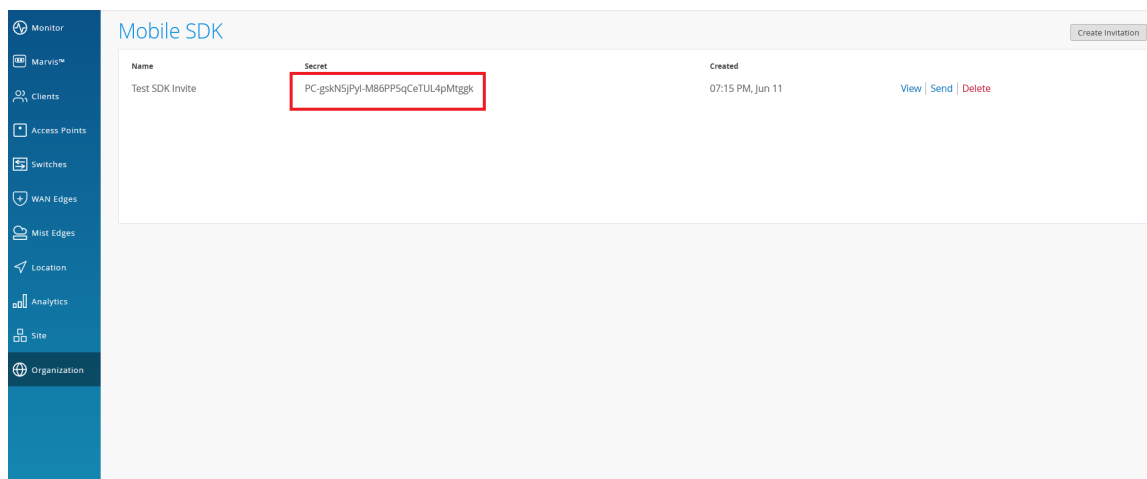 Monitor
Marvis™
Clients
Access Points
Switches
WAN Edges
Mist Edges
Location
Analytics
Site
Organization
Mobile SDK
Create Invitation
Name Secret Created
Test SDK Invite PC-gskN5jPyI-M86PP5qCeTUL4pMtggk 07:15 PM, Jun 11 View Send Delete